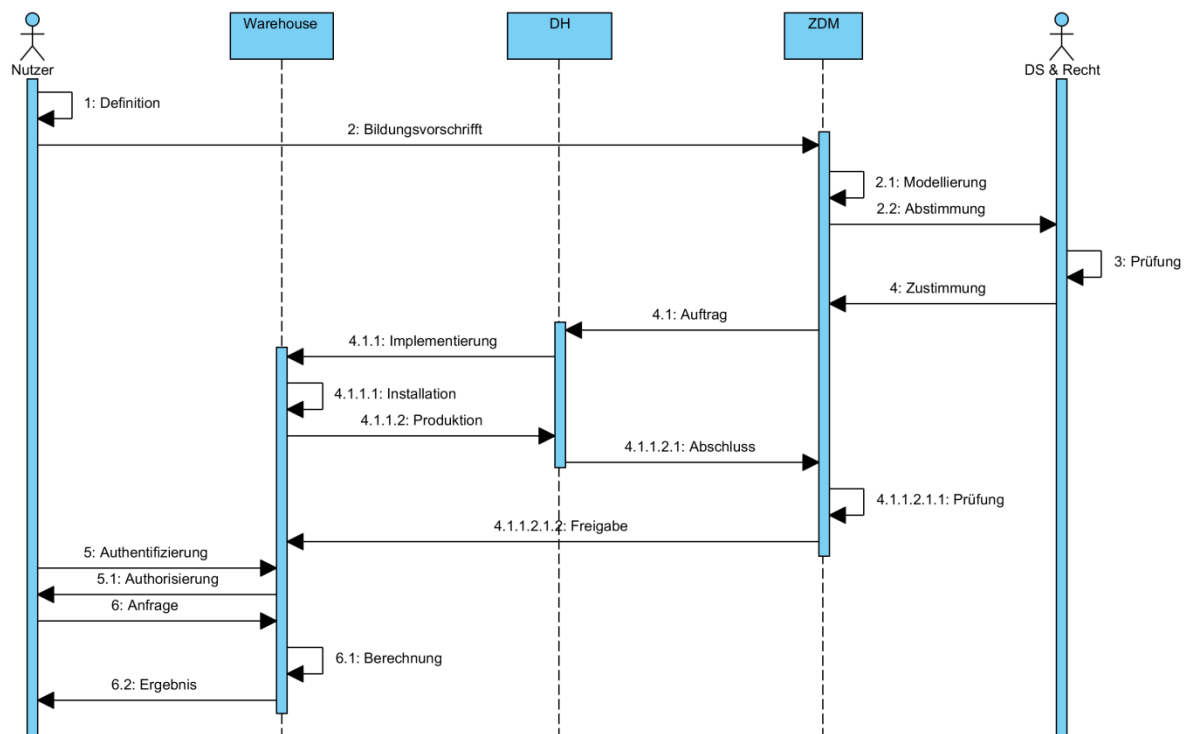 Warehouse
DH
ZDM
Nutzer
DS & Recht
1: Definition
2: Bildungsvorschrifft
2.1: Modellierung
2.2: Abstimmung
3: Prüfung
4: Zustimmung
4.1: Auftrag
4.1.1: Implementierung
4.1.1.1: Installation
4.1.1.2: Produktion
4.1.1.2.1: Abschluss
4.1.1.2.1.1: Prüfung
4.1.1.2.1.2: Freigabe
5: Authentifizierung
5.1: Authorisierung
6: Anfrage
6.1: Berechnung
6.2: Ergebnis